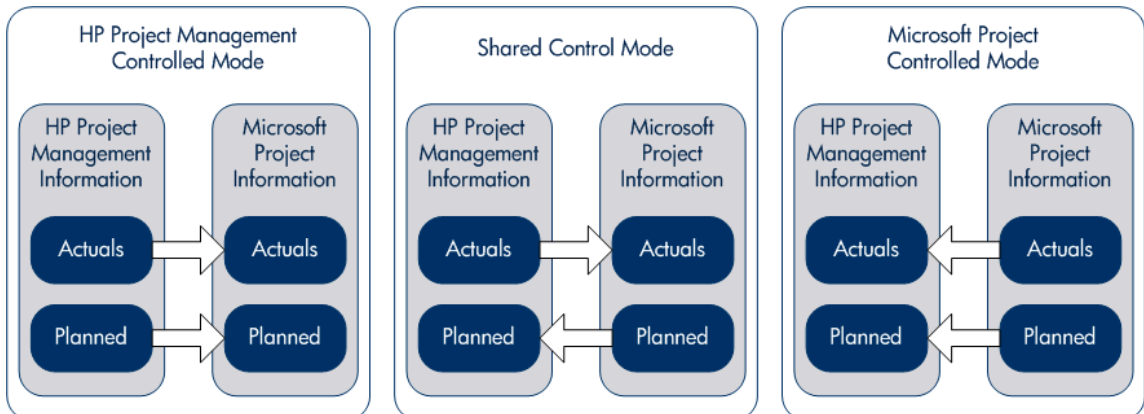 HP Project Management
Controlled Mode
HP Project
Management
Information
Microsoft
Project
Information
Actuals
Actuals
Planned
Planned
Shared Control Mode
HP Project
Management
Information
Microsoft
Project
Information
Actuals
Actuals
Planned
Planned
Microsoft Project
Controlled Mode
HP Project
Management
Information
Microsoft
Project
Information
Actuals
Actuals
Planned
Planned